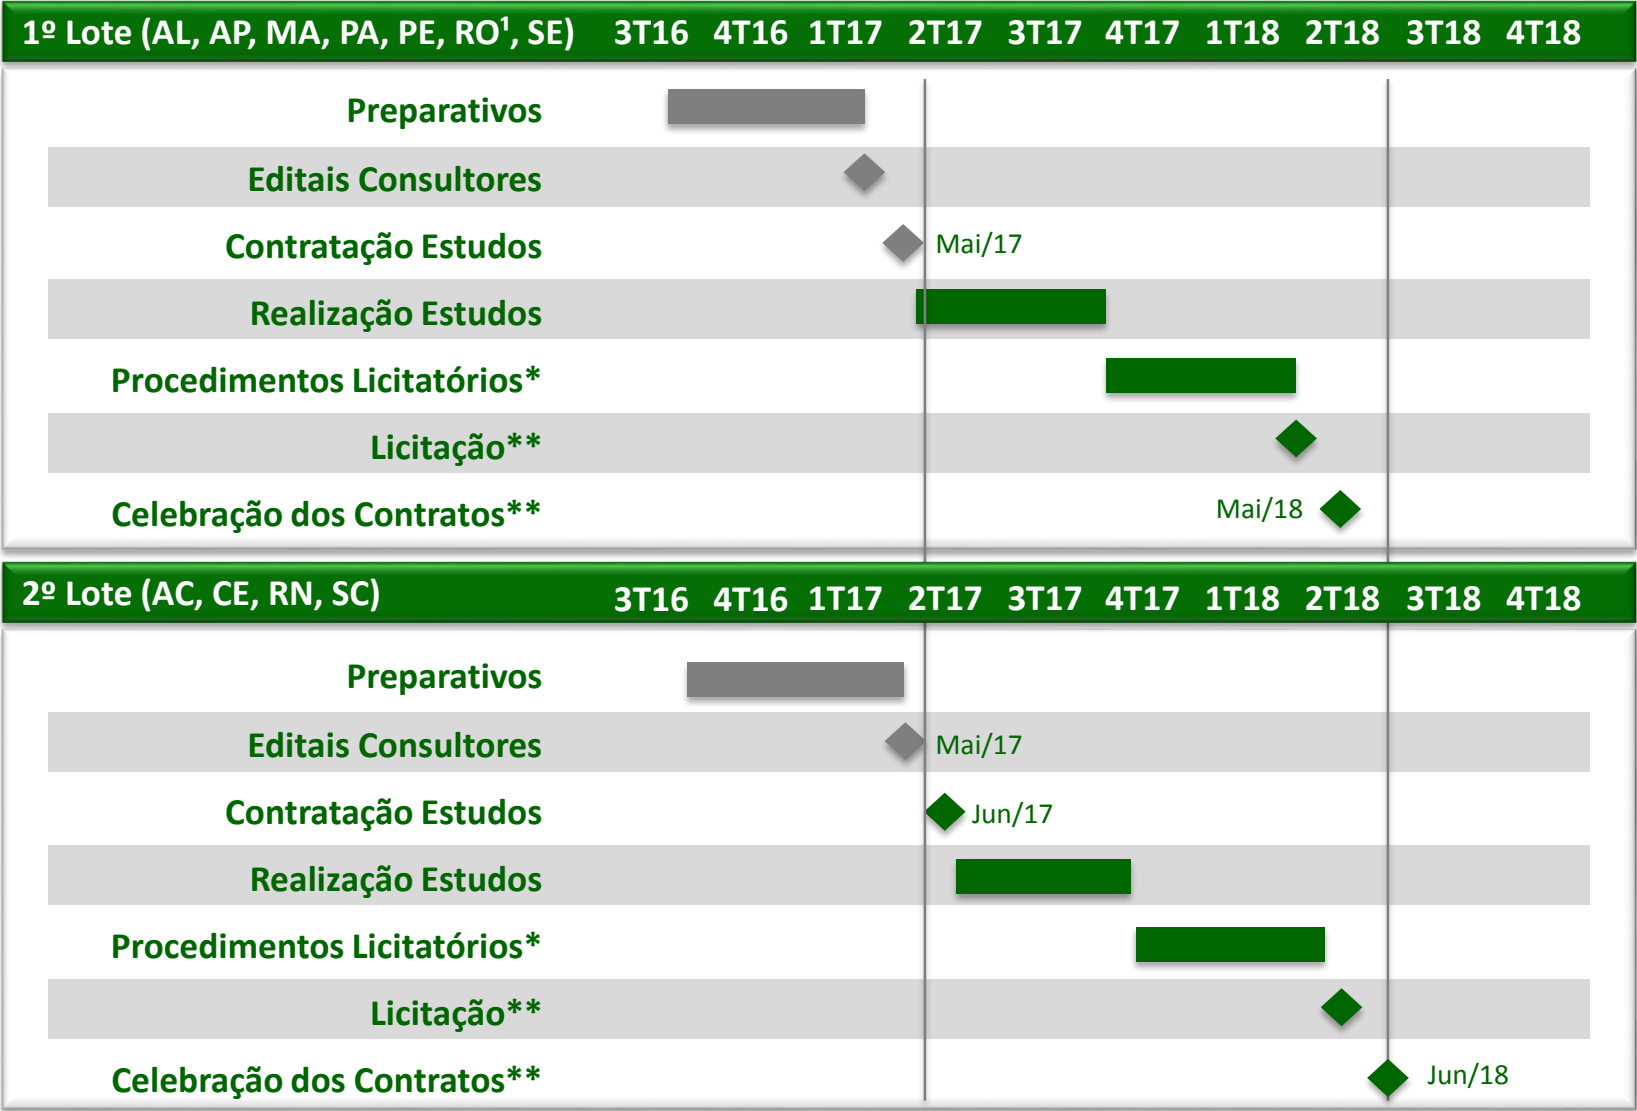 1º Lote (AL, AP, MA, PA, PE, RO¹, SE) 3T16 4T16 1T17 2T17 3T17 4T17 1T18 2T18 3T18 4T18
Preparativos
Editais Consultores
Contratação Estudos Mai/17
Realização Estudos
Procedimentos Licitatórios*
Licitação**
Celebração dos Contratos** Mai/18
2º Lote (AC, CE, RN, SC) 3T16 4T16 1T17 2T17 3T17 4T17 1T18 2T18 3T18 4T18
Preparativos
Editais Consultores Mai/17
Contratação Estudos Jun/17
Realização Estudos
Procedimentos Licitatórios*
Licitação**
Celebração dos Contratos** Jun/18